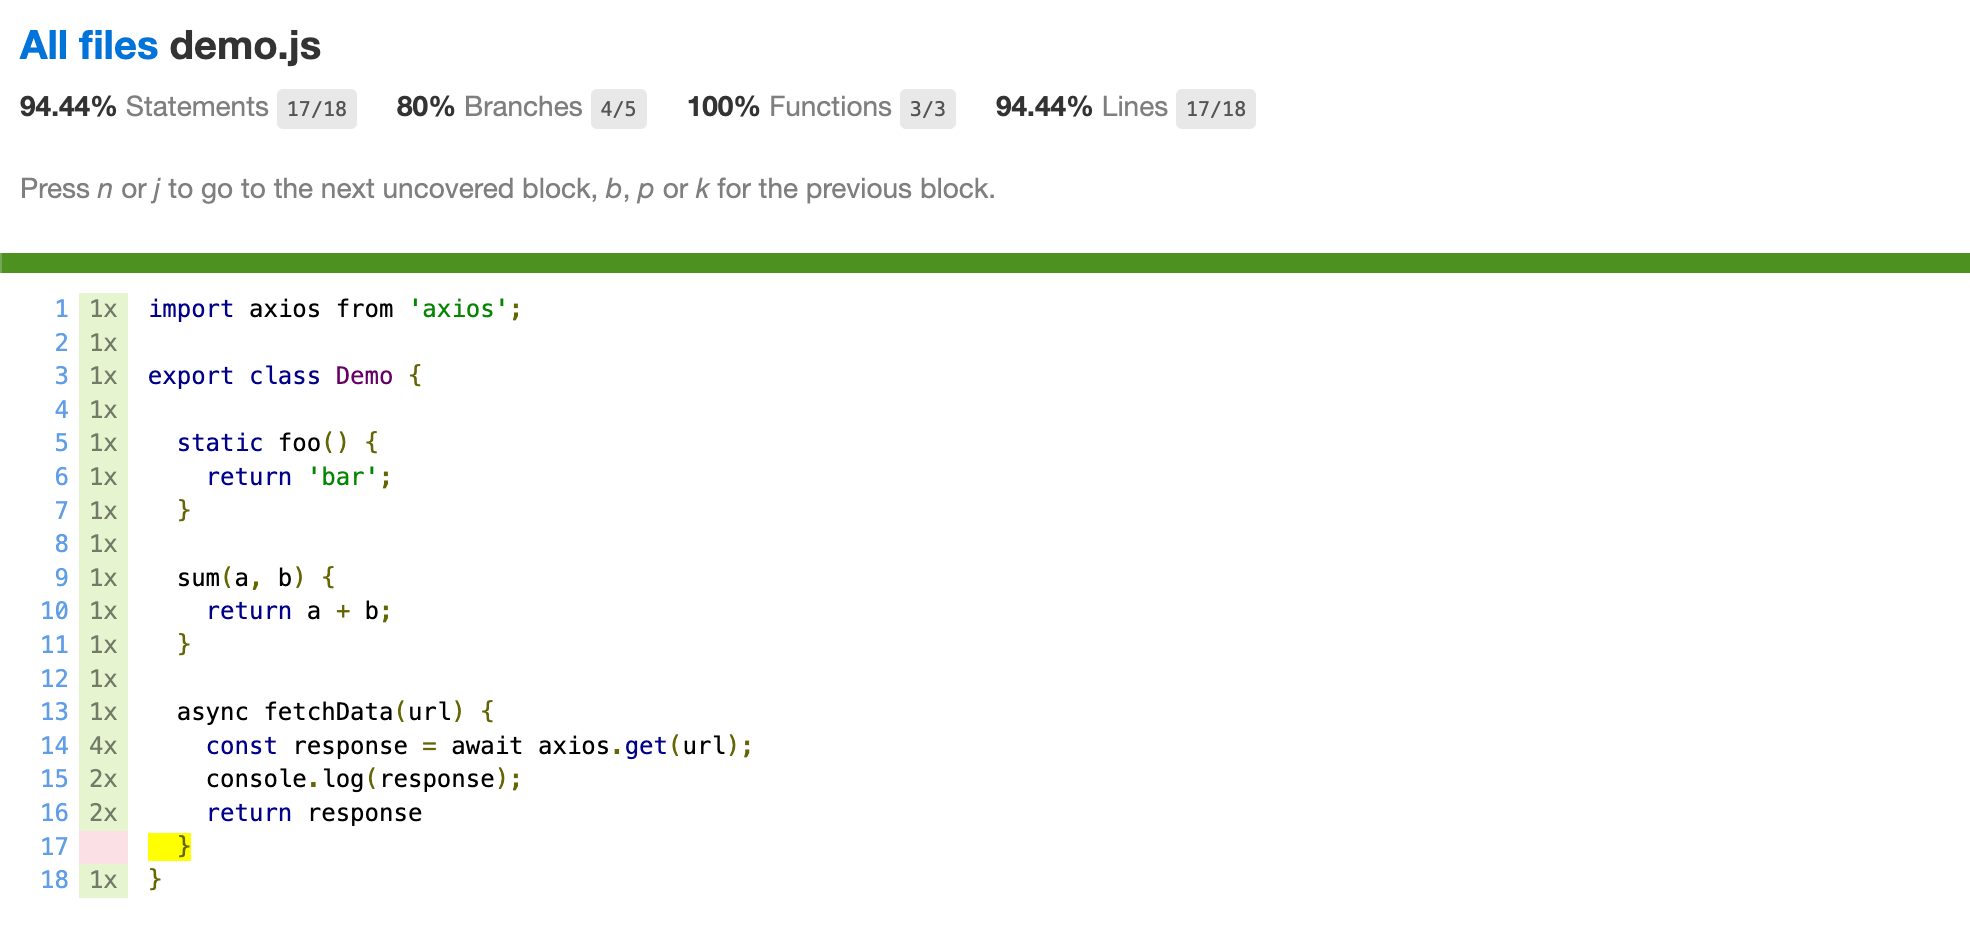 All files demo.js
94.44% Statements 17/18 80% Branches 4/5 100% Functions 3/3 94.44% Lines 17/18
Press n or j to go to the next uncovered block, b, p or k for the previous block.
1 1x import axios from 'axios';
2 1x
3 1x export class Demo {
4 1x
5 1x   static foo() {
6 1x     return 'bar';
7 1x   }
8 1x
9 1x   sum(a, b) {
10 1x     return a + b;
11 1x   }
12 1x
13 1x   async fetchData(url) {
14 4x     const response = await axios.get(url);
15 2x     console.log(response);
16 2x     return response
17   }
18 1x }